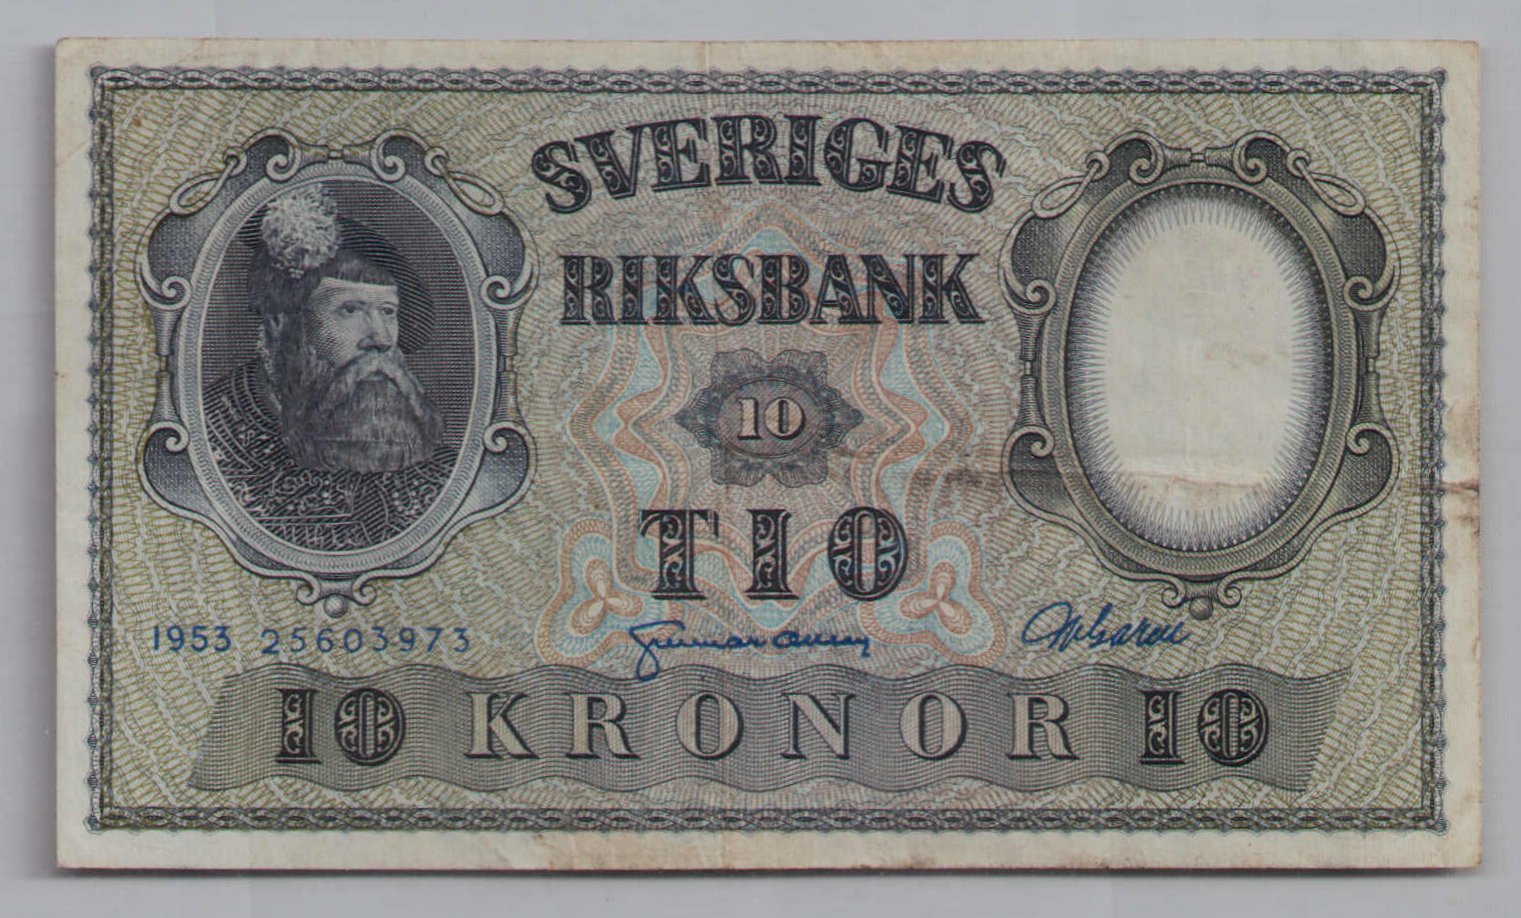 SVERIGES
RIKSBANK
10
TIO
1953 25603973
10 KRONOR 10